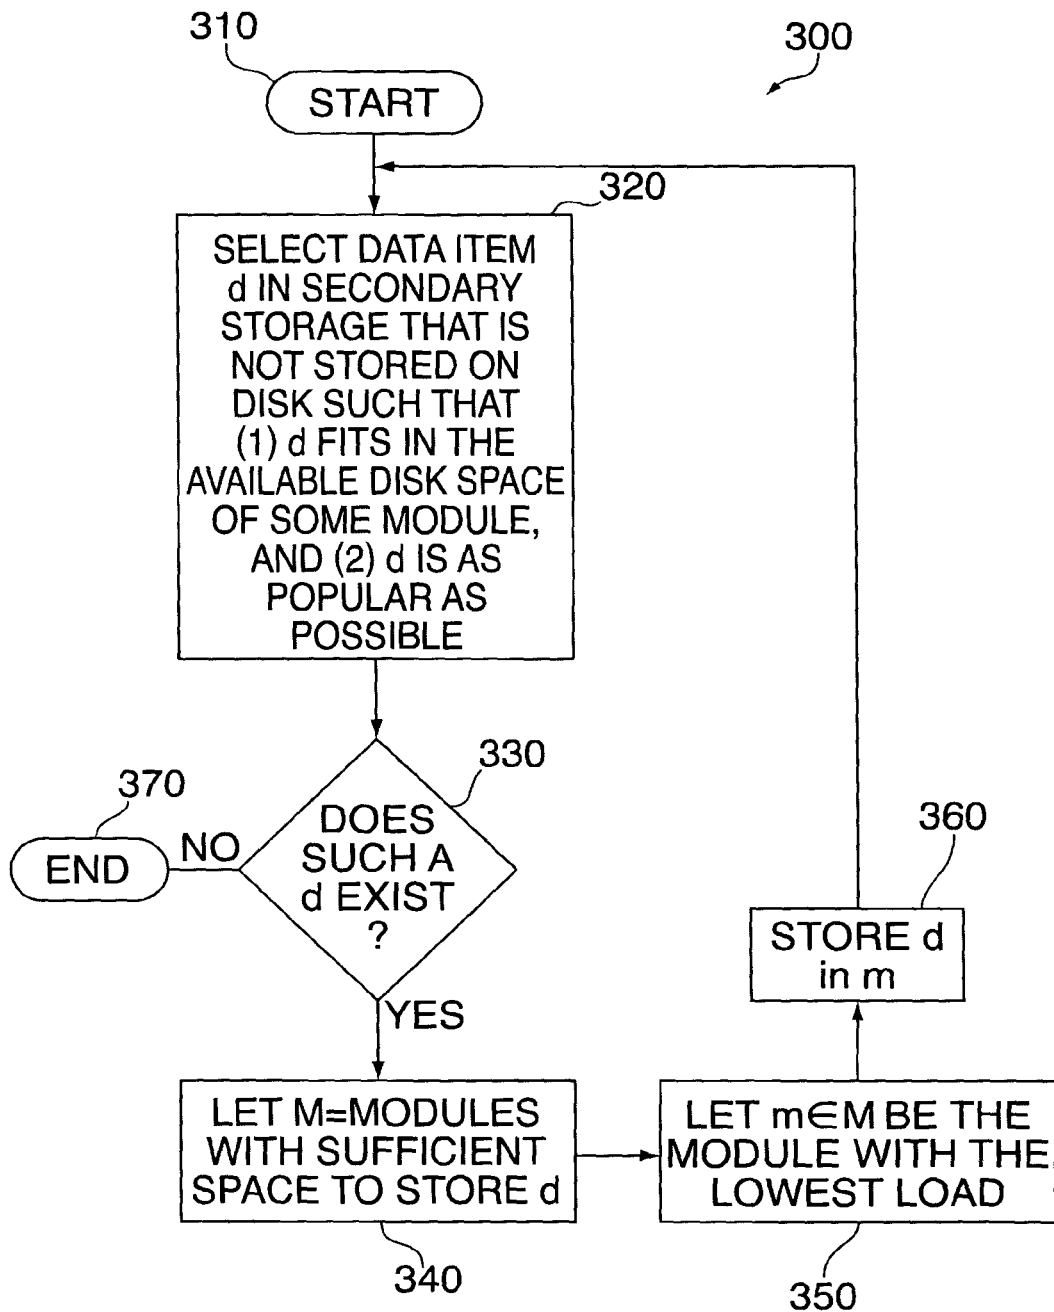 310
300
START
320
SELECT DATA ITEM
d IN SECONDARY
STORAGE THAT IS
NOT STORED ON
DISK SUCH THAT
(1) d FITS IN THE
AVAILABLE DISK SPACE
OF SOME MODULE,
AND (2) d IS AS
POPULAR AS
POSSIBLE
330
370
DOES
SUCH A
d EXIST
?
NO
END
360
STORE d
in m
YES
LET M=MODULES
WITH SUFFICIENT
SPACE TO STORE d
LET m∈M BE THE
MODULE WITH THE
LOWEST LOAD
340
350